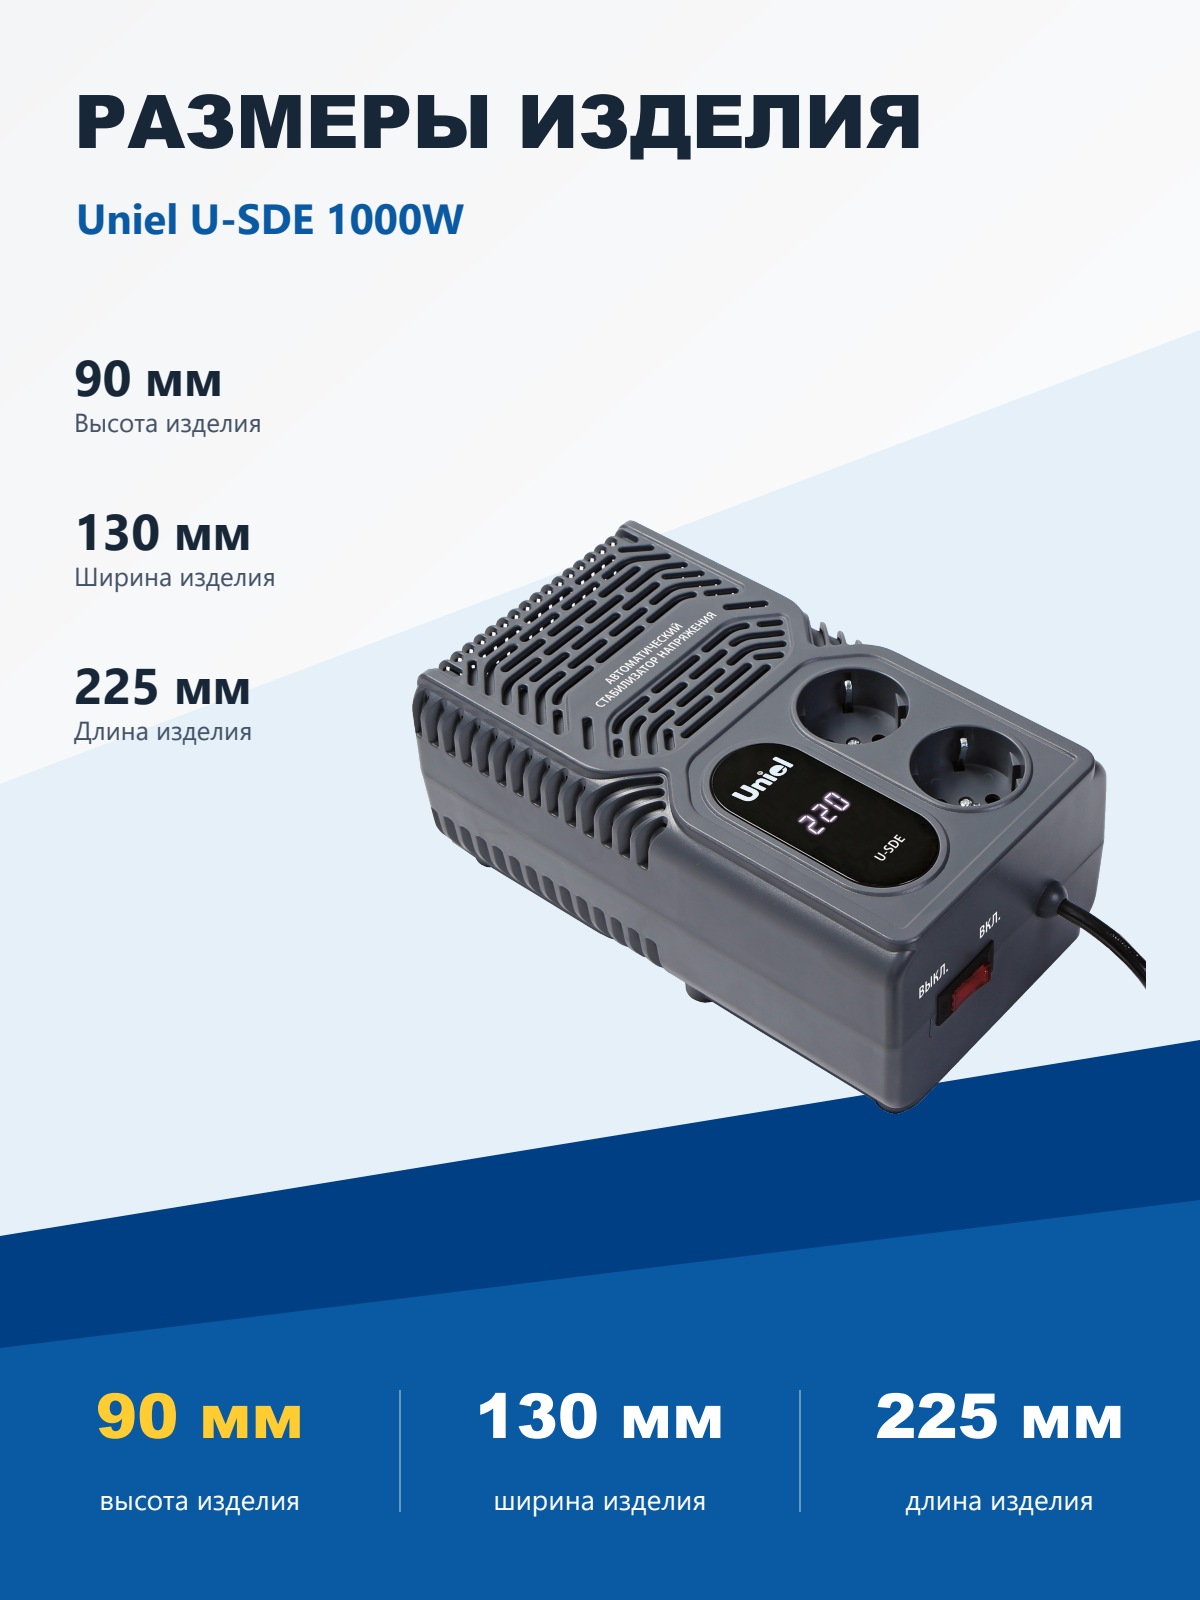 РАЗМЕРЫ ИЗДЕЛИЯ
Uniel U-SDE 1000W
90 мм
Высота изделия
130 мм
Ширина изделия
225 мм
Длина изделия
АВТОМАТИЧЕСКИЙ
СТАБИЛИЗАТОР НАПРЯЖЕНИЯ
Uniel
220
U-SDE
ВКЛ.
ВЫКЛ.
90 мм
130 мм
225 мм
высота изделия
ширина изделия
длина изделия